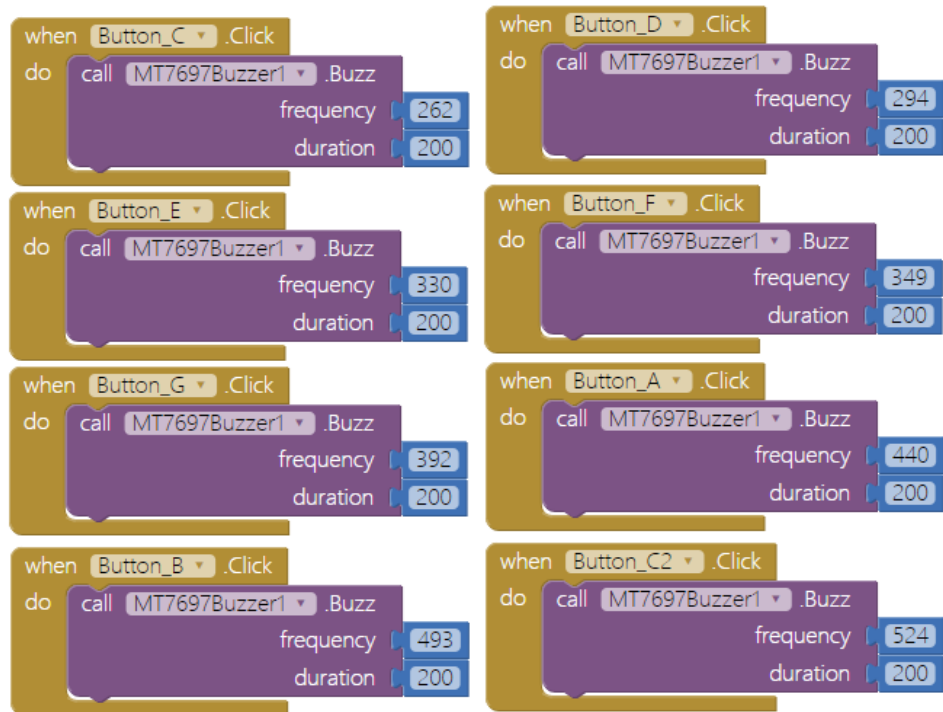 when Button_C .Click
do call MT7697Buzzer1 .Buzz
frequency 262
duration 200
when Button_D .Click
do call MT7697Buzzer1 .Buzz
frequency 294
duration 200
when Button_E .Click
do call MT7697Buzzer1 .Buzz
frequency 330
duration 200
when Button_F .Click
do call MT7697Buzzer1 .Buzz
frequency 349
duration 200
when Button_G .Click
do call MT7697Buzzer1 .Buzz
frequency 392
duration 200
when Button_A .Click
do call MT7697Buzzer1 .Buzz
frequency 440
duration 200
when Button_B .Click
do call MT7697Buzzer1 .Buzz
frequency 493
duration 200
when Button_C2 .Click
do call MT7697Buzzer1 .Buzz
frequency 524
duration 200